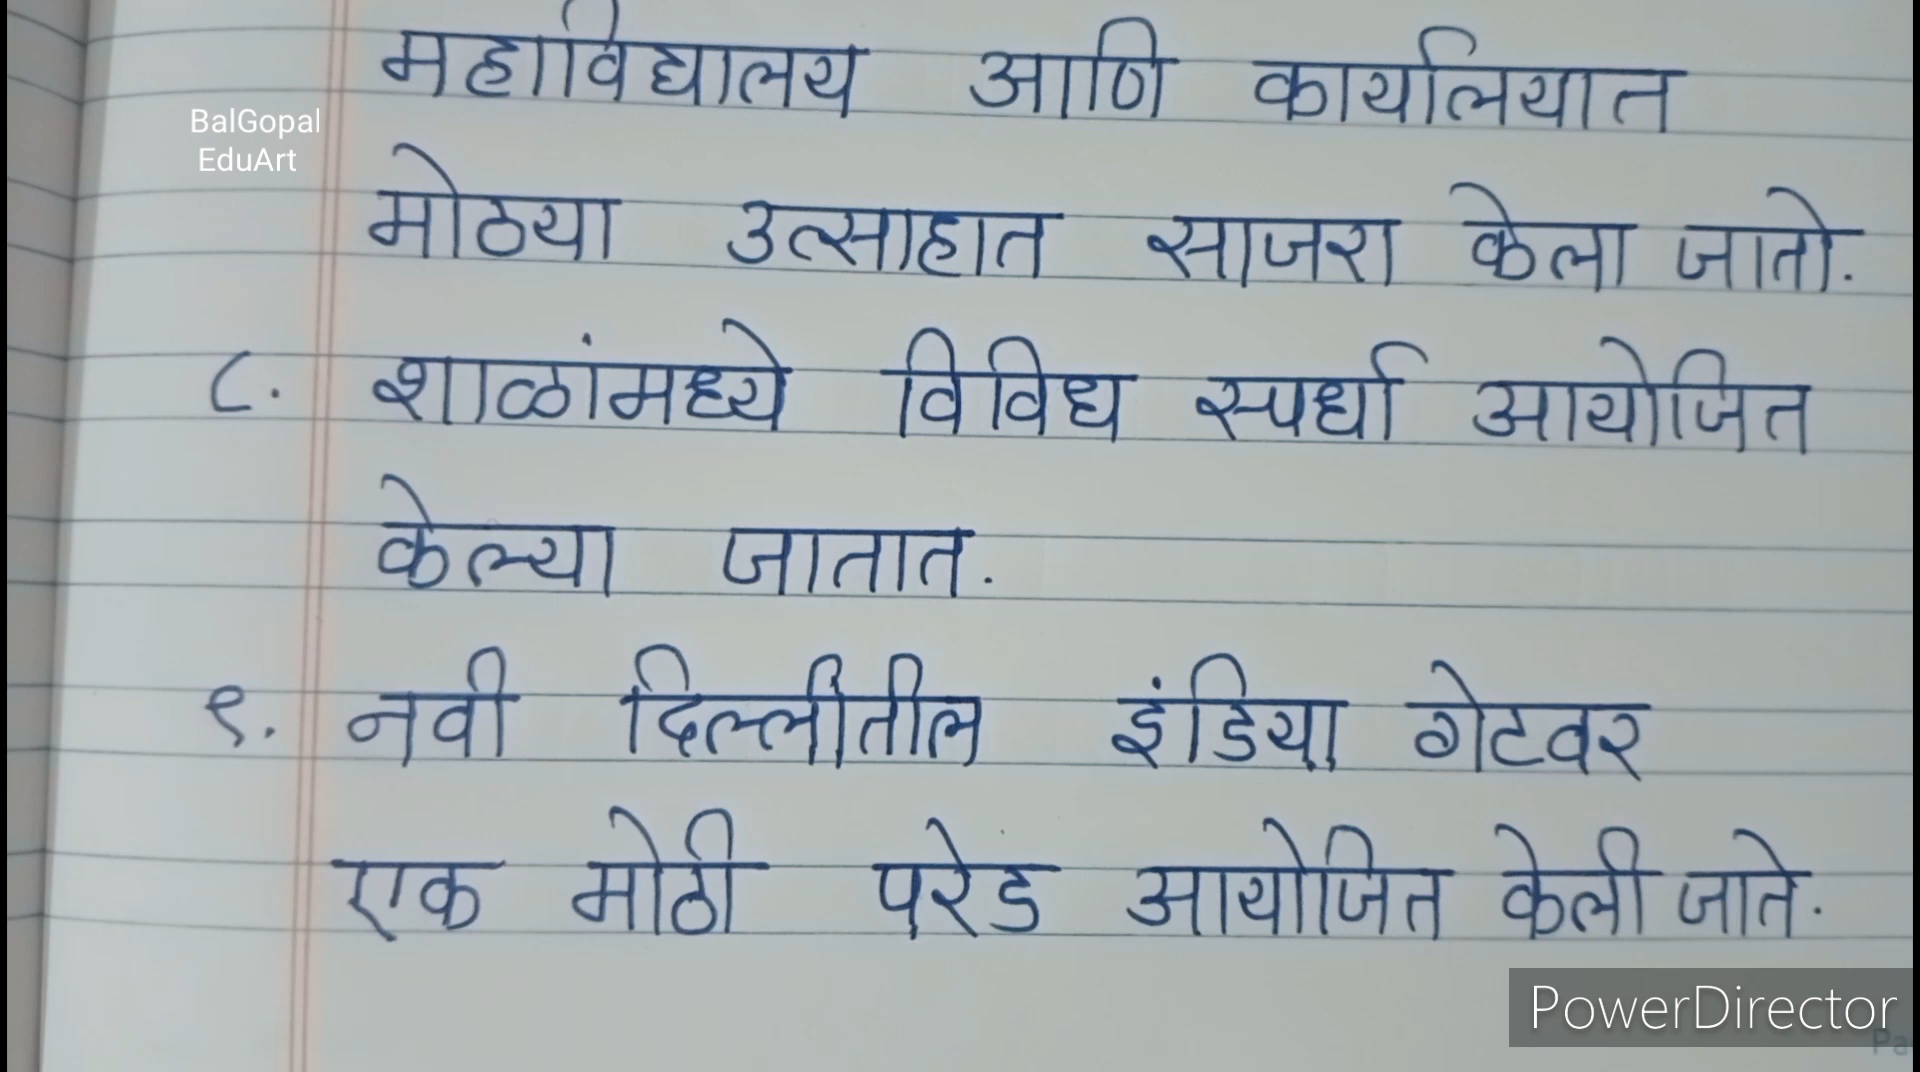 महाविद्यालय आणि कार्यालयात
BalGopal
EduArt
मोठया उत्साहात साजरा केला जातो.
८. शाळांमध्ये विविध स्पर्धा आयोजित
केल्या जातात.
९. नवी दिल्लीतील इंडिया गेटवर
एक मोठी परेड आयोजित केली जाते.
PowerDirector